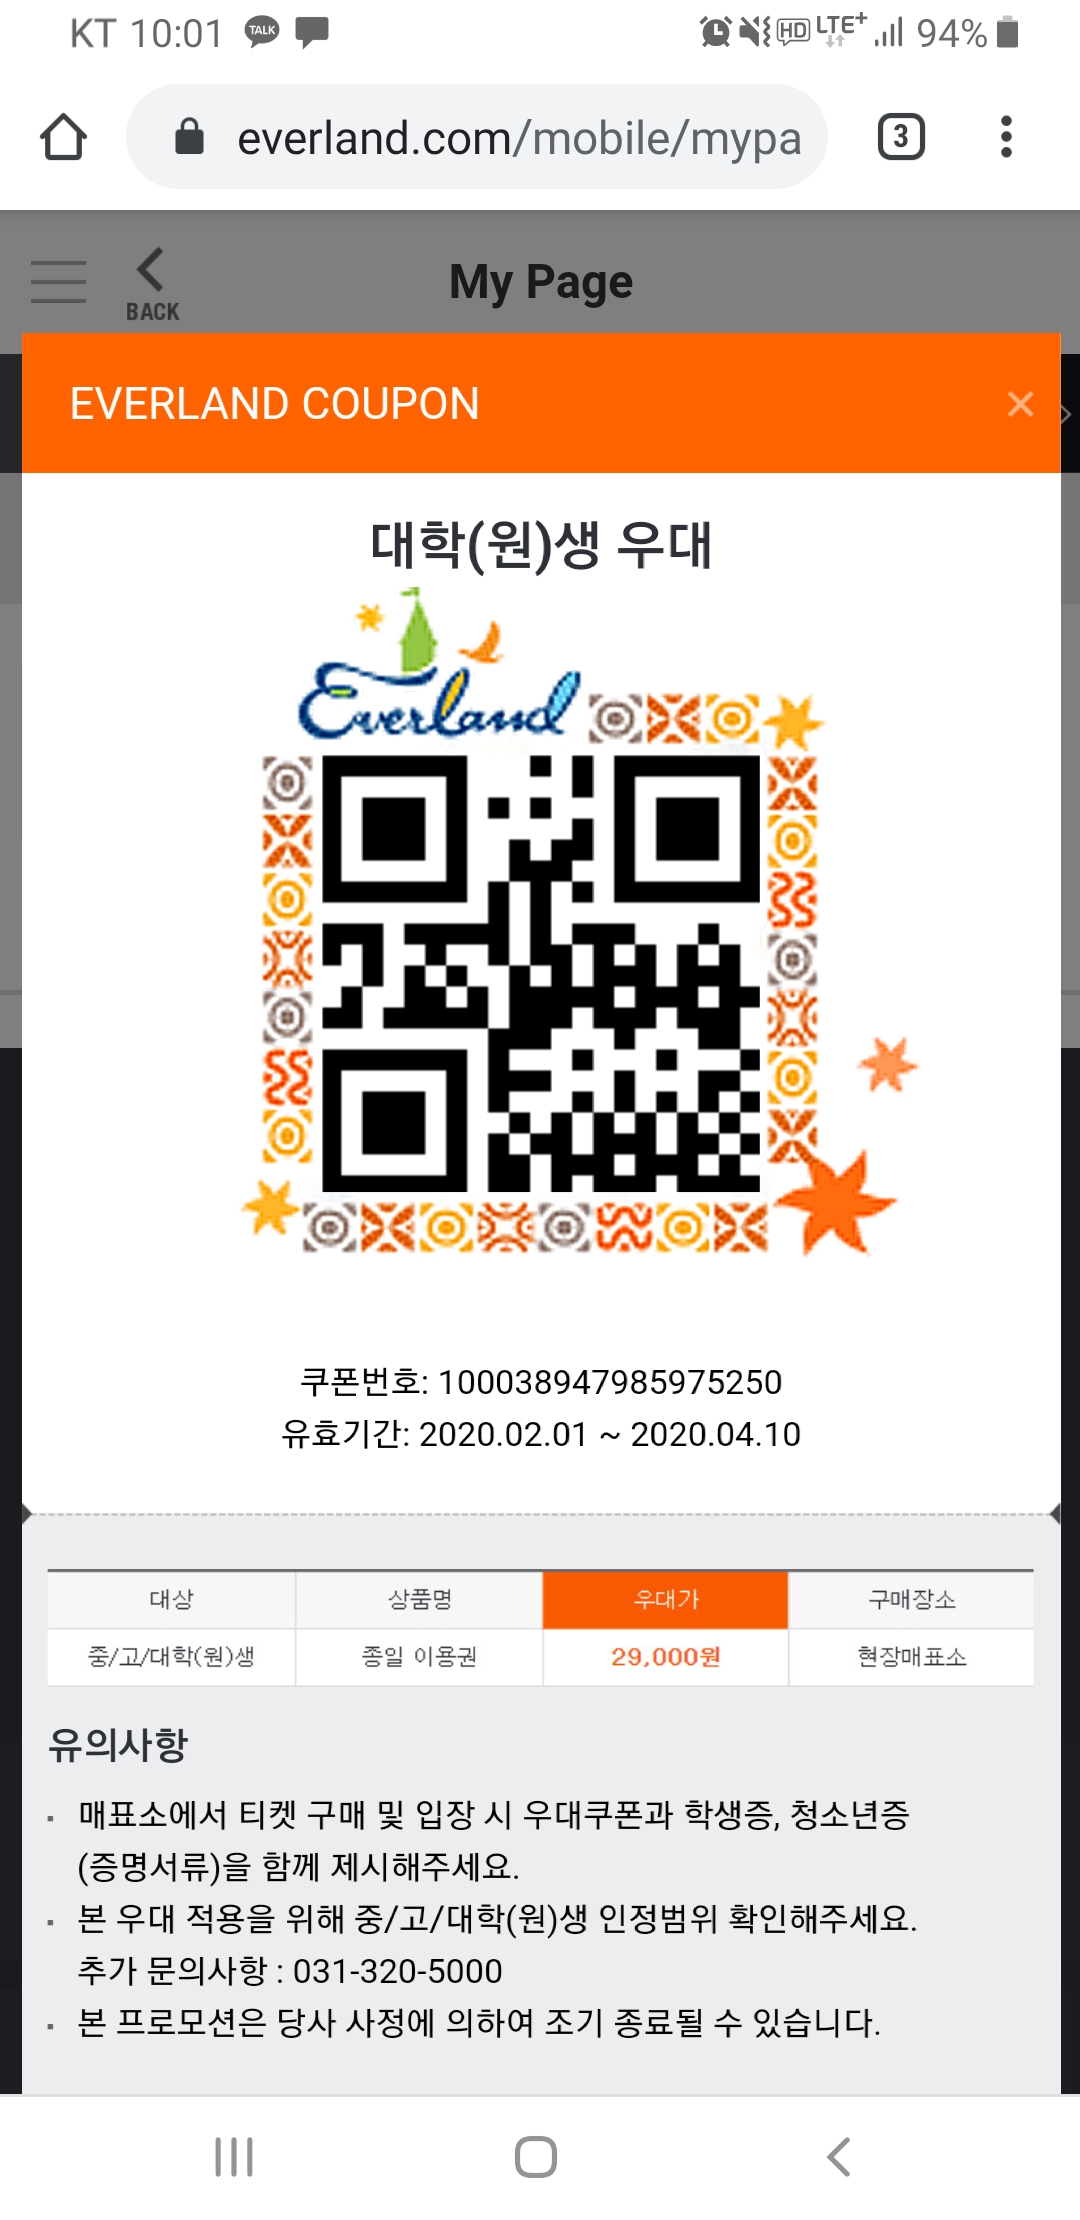 KT 10:01 TALK HD LTE+ 94%
everland.com/mobile/mypa 3
BACK My Page
EVERLAND COUPON ×
대학(원)생 우대
Everland
쿠폰번호: 100038947985975250
유효기간: 2020.02.01 ~ 2020.04.10
대상 상품명 우대가 구매장소
중/고/대학(원)생 종일 이용권 29,000원 현장매표소
유의사항
· 매표소에서 티켓 구매 및 입장 시 우대쿠폰과 학생증, 청소년증
(증명서류)을 함께 제시해주세요.
· 본 우대 적용을 위해 중/고/대학(원)생 인정범위 확인해주세요.
추가 문의사항 : 031-320-5000
· 본 프로모션은 당사 사정에 의하여 조기 종료될 수 있습니다.